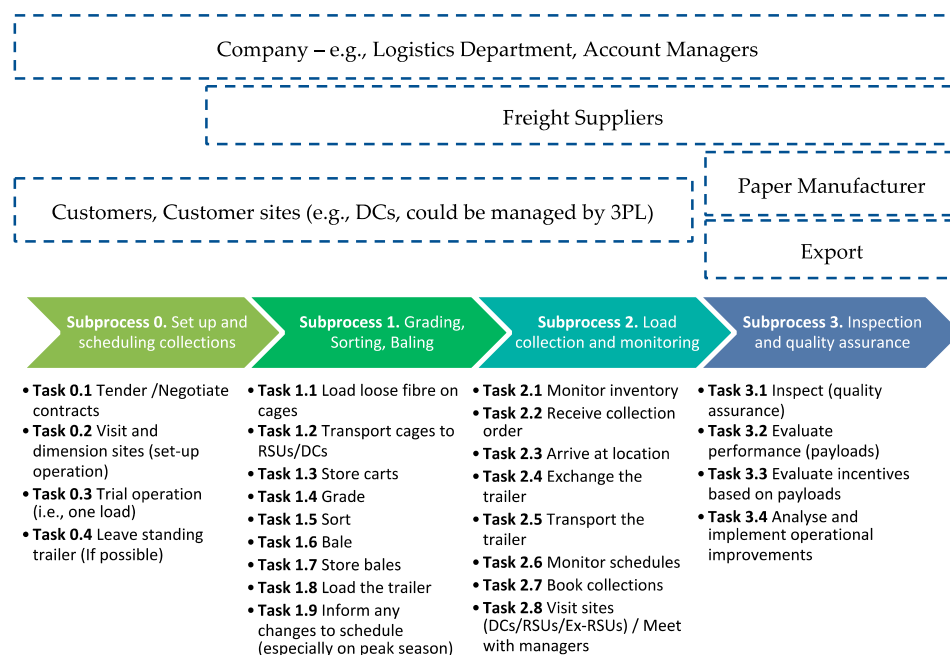 Company – e.g., Logistics Department, Account Managers
Freight Suppliers
Paper Manufacturer
Customers, Customer sites (e.g., DCs, could be managed by 3PL)
Export
Subprocess 0. Set up and
scheduling collections
Subprocess 1. Grading,
Sorting, Baling
Subprocess 2. Load
collection and monitoring
Subprocess 3. Inspection
and quality assurance
• Task 0.1 Tender /Negotiate
contracts
• Task 0.2 Visit and
dimension sites (set-up
operation)
• Task 0.3 Trial operation
(i.e., one load)
• Task 0.4 Leave standing
trailer (If possible)
• Task 1.1 Load loose fibre on
cages
• Task 1.2 Transport cages to
RSUs/DCs
• Task 1.3 Store carts
• Task 1.4 Grade
• Task 1.5 Sort
• Task 1.6 Bale
• Task 1.7 Store bales
• Task 1.8 Load the trailer
• Task 1.9 Inform any
changes to schedule
(especially on peak season)
• Task 2.1 Monitor inventory
• Task 2.2 Receive collection
order
• Task 2.3 Arrive at location
• Task 2.4 Exchange the
trailer
• Task 2.5 Transport the
trailer
• Task 2.6 Monitor schedules
• Task 2.7 Book collections
• Task 2.8 Visit sites
(DCs/RSUs/Ex-RSUs) / Meet
with managers
• Task 3.1 Inspect (quality
assurance)
• Task 3.2 Evaluate
performance (payloads)
• Task 3.3 Evaluate incentives
based on payloads
• Task 3.4 Analyse and
implement operational
improvements